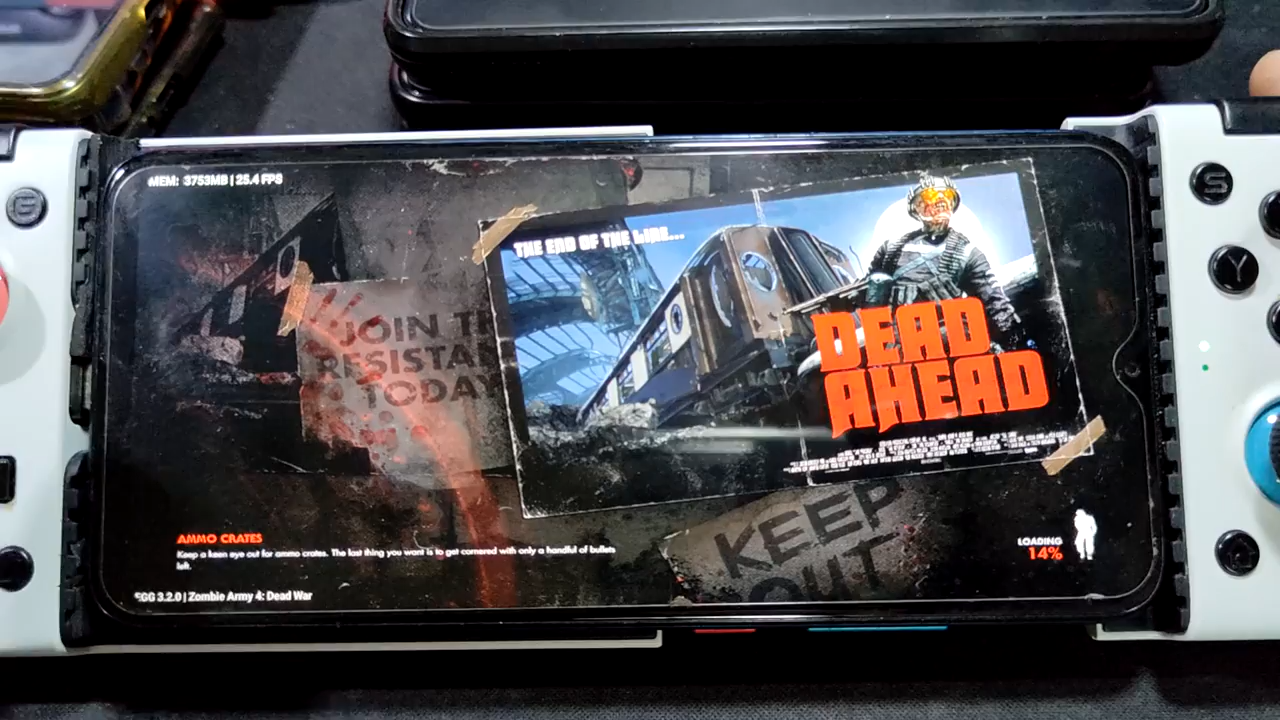 MEM: 3753MB | 25.4 FPS
THE END OF THE LINE...
JOIN TH
RESISTAN
TODAY
DEAD
AHEAD
KEEP
OUT
AMMO CRATES
Keep a keen eye out for ammo crates. The last thing you want is to get cornered with only a handful of bullets
left.
LOADING
14%
EGG 3.2.0 | Zombie Army 4: Dead War
S
Y